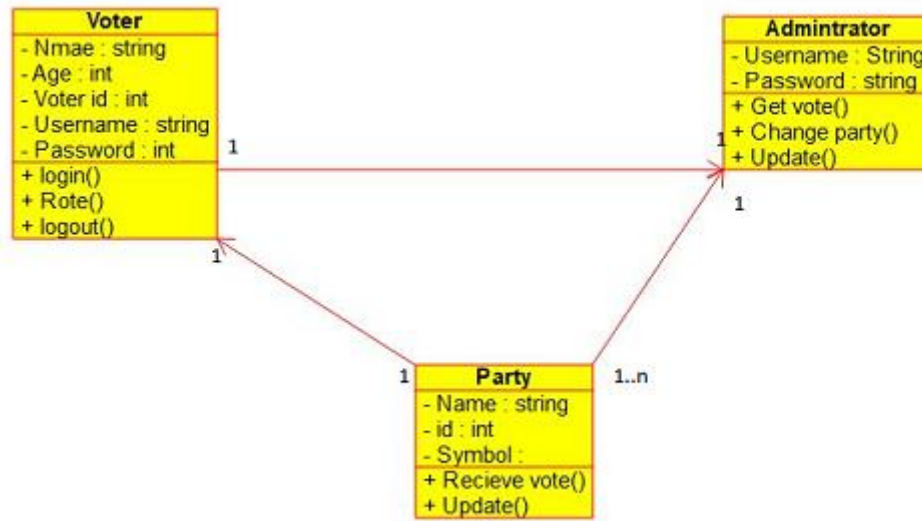 Voter
- Nmae : string
- Age : int
- Voter id : int
- Username : string
- Password : int
+ login()
+ Rote()
+ logout()
Admintrator
- Username : String
- Password : string
+ Get vote()
+ Change party()
+ Update()
1
1
1
1
1
1..n
Party
- Name : string
- id : int
- Symbol :
+ Recieve vote()
+ Update()